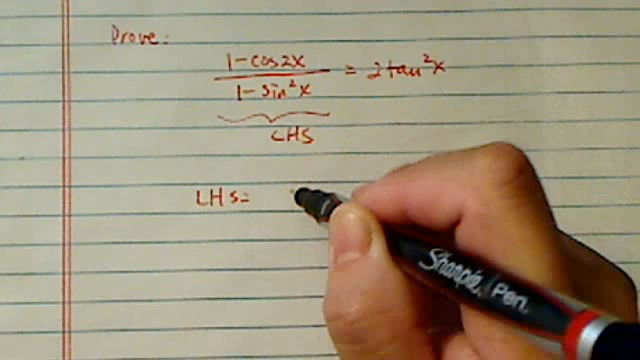 Prove:
1-cos2x
1-sin²x
= 2tan²x
LHS
LHS=
Sharpie Pen.